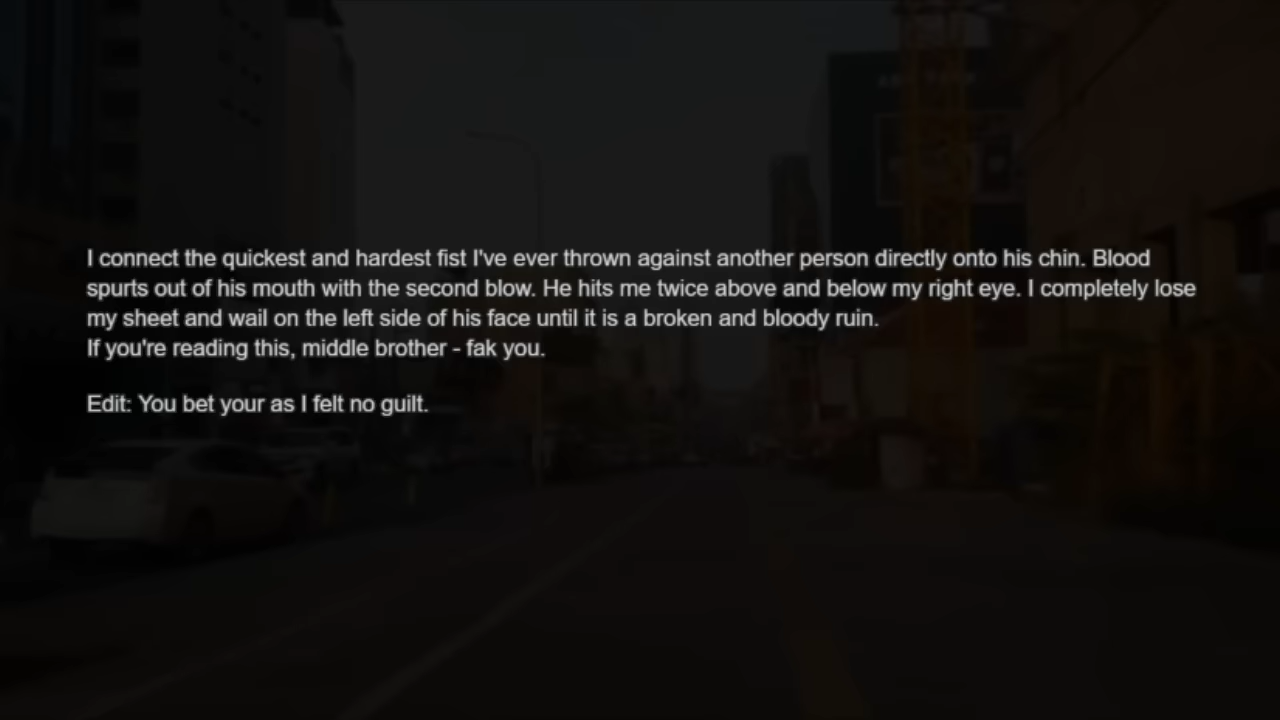 I connect the quickest and hardest fist I've ever thrown against another person directly onto his chin. Blood
spurts out of his mouth with the second blow. He hits me twice above and below my right eye. I completely lose
my sheet and wail on the left side of his face until it is a broken and bloody ruin.
If you're reading this, middle brother - fak you.
Edit: You bet your as I felt no guilt.